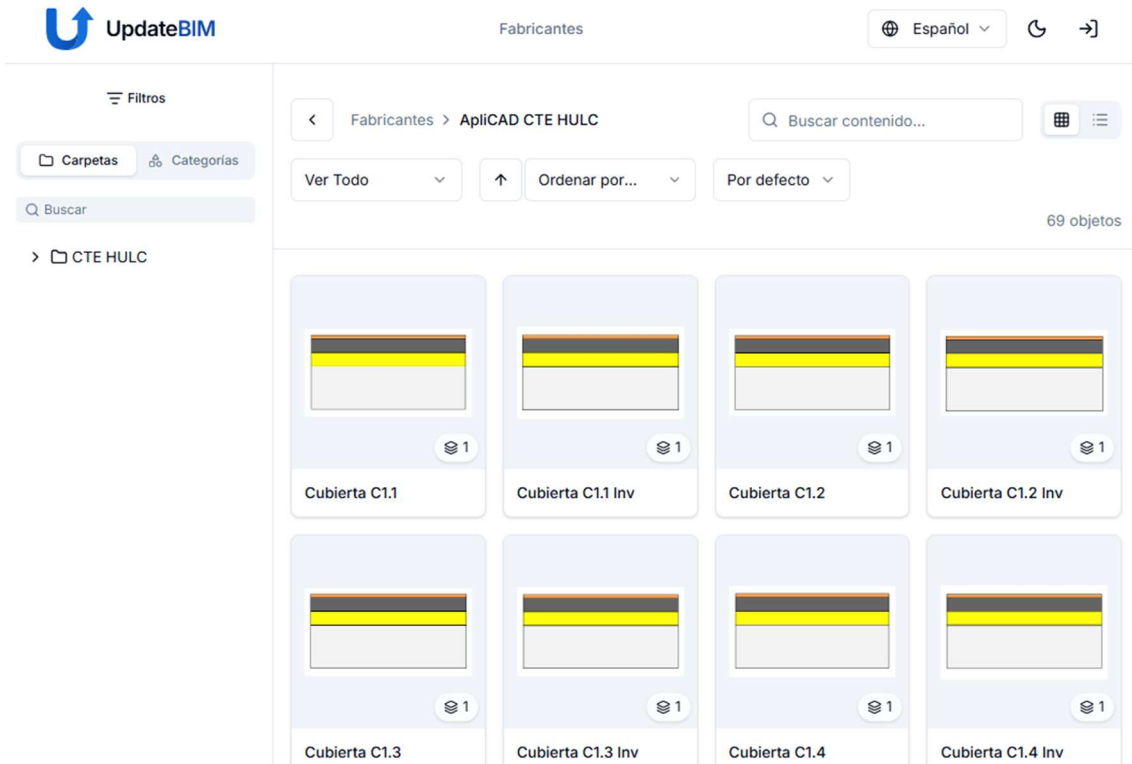 UpdateBIM
Fabricantes
Español
Filtros
Carpetas
Categorías
Buscar
CTE HULC
Fabricantes > ApliCAD CTE HULC
Buscar contenido...
Ver Todo
Ordenar por...
Por defecto
69 objetos
1
1
1
1
Cubierta C1.1
Cubierta C1.1 Inv
Cubierta C1.2
Cubierta C1.2 Inv
1
1
1
1
Cubierta C1.3
Cubierta C1.3 Inv
Cubierta C1.4
Cubierta C1.4 Inv